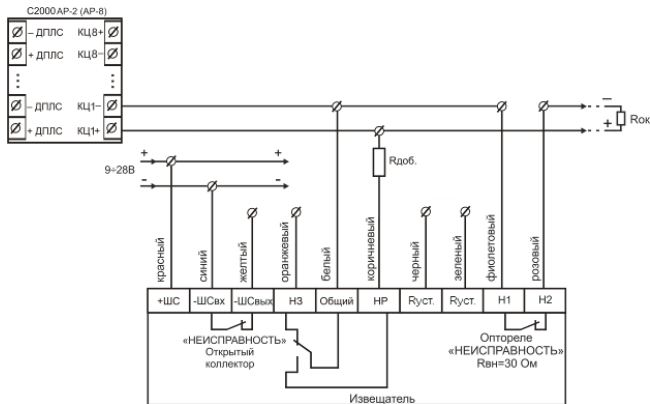 С2000 АР-2 (АР-8)
– ДПЛС КЦ8+
+ ДПЛС КЦ8–
– ДПЛС КЦ1–
+ ДПЛС КЦ1+
–
+
Rок
+ +
9÷28В
- -
Rдоб.
красный
синий
желтый
оранжевый
белый
коричневый
черный
зеленый
фиолетовый
розовый
+ШС -ШСвх -ШСвых НЗ Общий НР Rуст. Rуст. Н1 Н2
«НЕИСПРАВНОСТЬ»
Открытый
коллектор
Оптореле
«НЕИСПРАВНОСТЬ»
Rвн=30 Ом
Извещатель